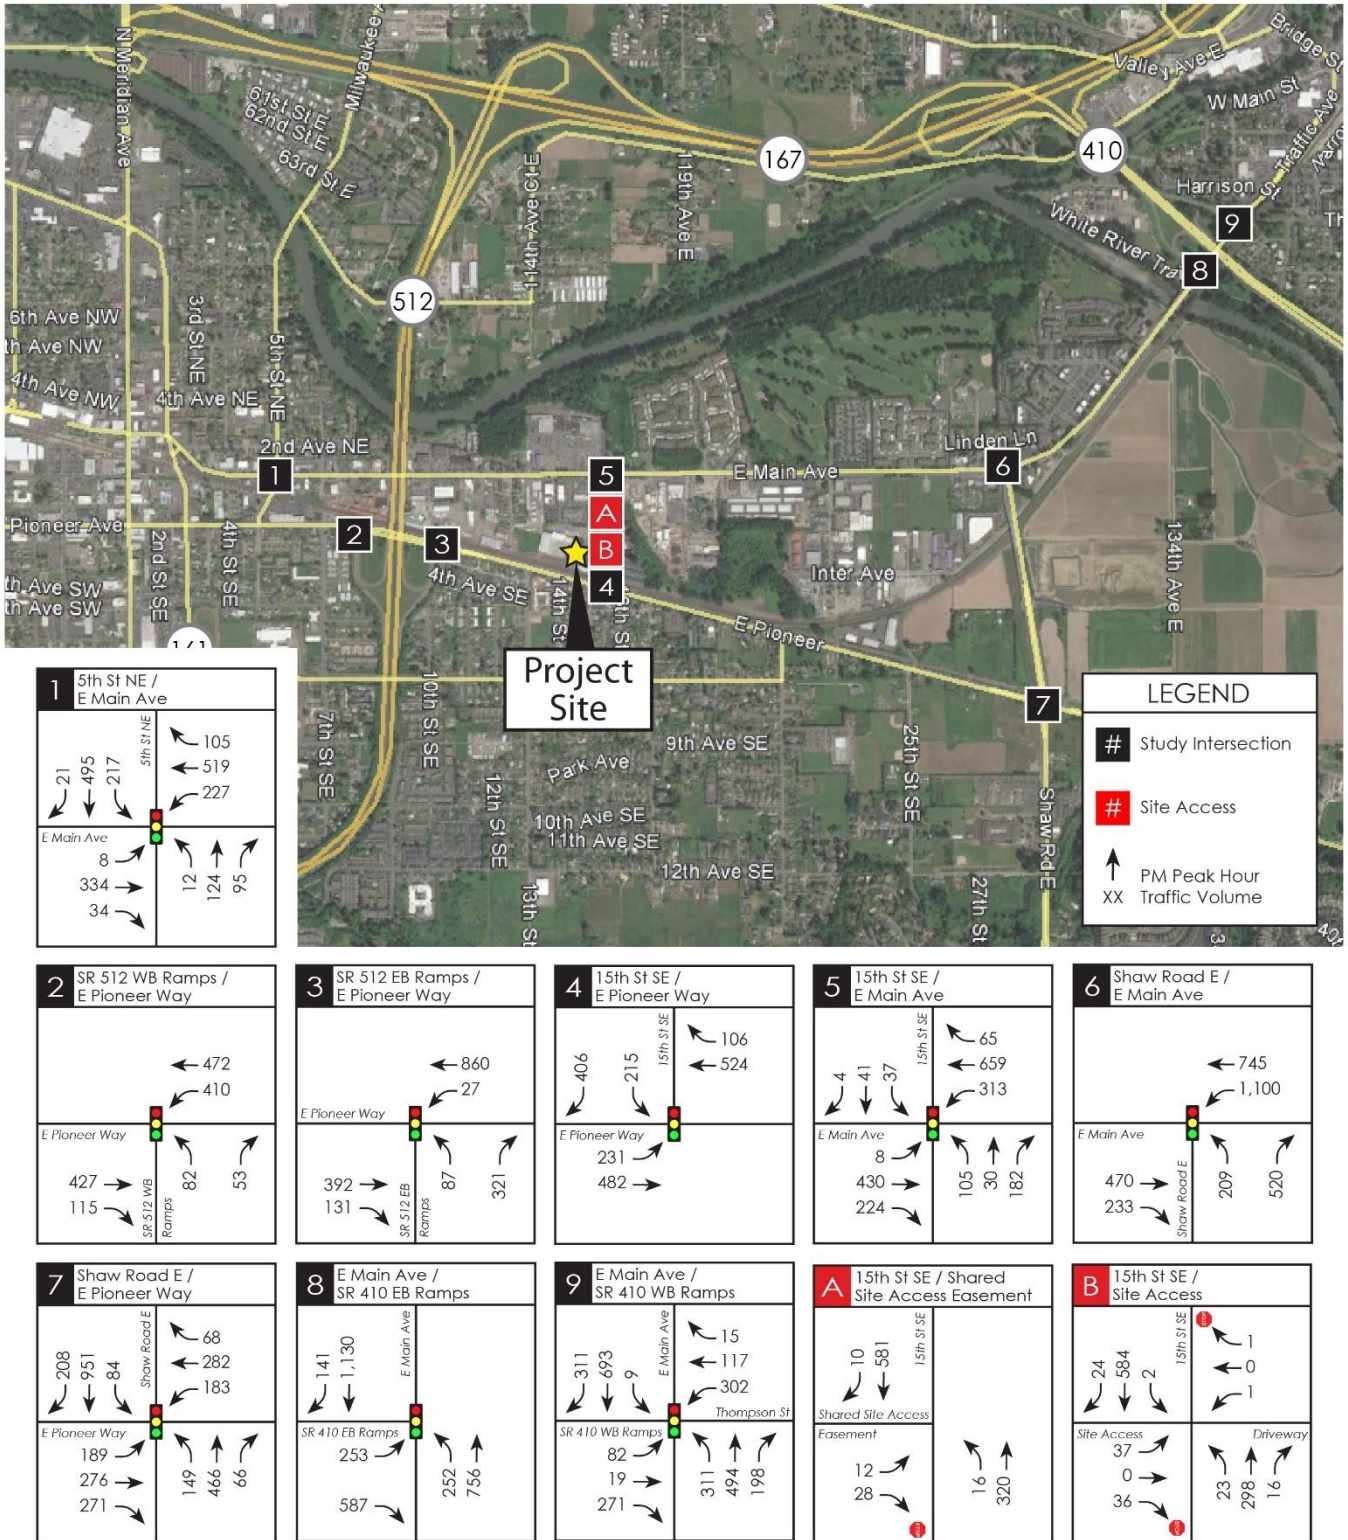 N Meridian Ave
Milwaukee A
61st St E
62nd St E
63rd St E
114th Ave Ct E
119th Ave E
167
410
512
Valley Ave E
Bridge St
W Main St
Traffic Ave
Harrison St
9
White River Tra
8
6th Ave NW
th Ave NW
4th Ave NW
3rd St NE
4th Ave NE
5th St NE
2nd Ave NE
1
5
E Main Ave
Linden Ln
6
A
B
Pioneer Ave
2
3
4
2nd St SE
4th St SE
4th Ave SE
14th St
th St
Inter Ave
134th Ave E
th Ave SW
th Ave SW
E Pioneer
7
Project
Site
7th St SE
10th St SE
9th Ave SE
Park Ave
12th St SE
10th Ave SE
11th Ave SE
12th Ave SE
13th St
25th St SE
27th St
Shaw Rd E
LEGEND
# Study Intersection
# Site Access
PM Peak Hour
XX Traffic Volume
1 5th St NE /
E Main Ave
5th St NE
21 495 217
105
519
227
E Main Ave
8
334
34
12 124 95
2 SR 512 WB Ramps /
E Pioneer Way
472
410
E Pioneer Way
427
115
SR 512 WB
Ramps
82 53
3 SR 512 EB Ramps /
E Pioneer Way
860
27
E Pioneer Way
392
131
SR 512 EB
Ramps
87 321
4 15th St SE /
E Pioneer Way
15th St SE
406 215
106
524
E Pioneer Way
231
482
5 15th St SE /
E Main Ave
15th St SE
4 41 37
65
659
313
E Main Ave
8
430
224
105 30 182
6 Shaw Road E /
E Main Ave
745
1,100
E Main Ave
470
233
Shaw Road E
209 520
7 Shaw Road E /
E Pioneer Way
Shaw Road E
208 951 84
68
282
183
E Pioneer Way
189
276
271
149 466 66
8 E Main Ave /
SR 410 EB Ramps
E Main Ave
141 1,130
SR 410 EB Ramps
253
587
252 756
9 E Main Ave /
SR 410 WB Ramps
E Main Ave
311 693 9
15
117
302
Thompson St
SR 410 WB Ramps
82
19
271
311 494 198
A 15th St SE / Shared
Site Access Easement
15th St SE
10 581
Shared Site Access
Easement
12
28
16 320
B 15th St SE /
Site Access
15th St SE
STOP
24 584 2
1
0
1
Site Access
Driveway
37
0
36
23 298 16